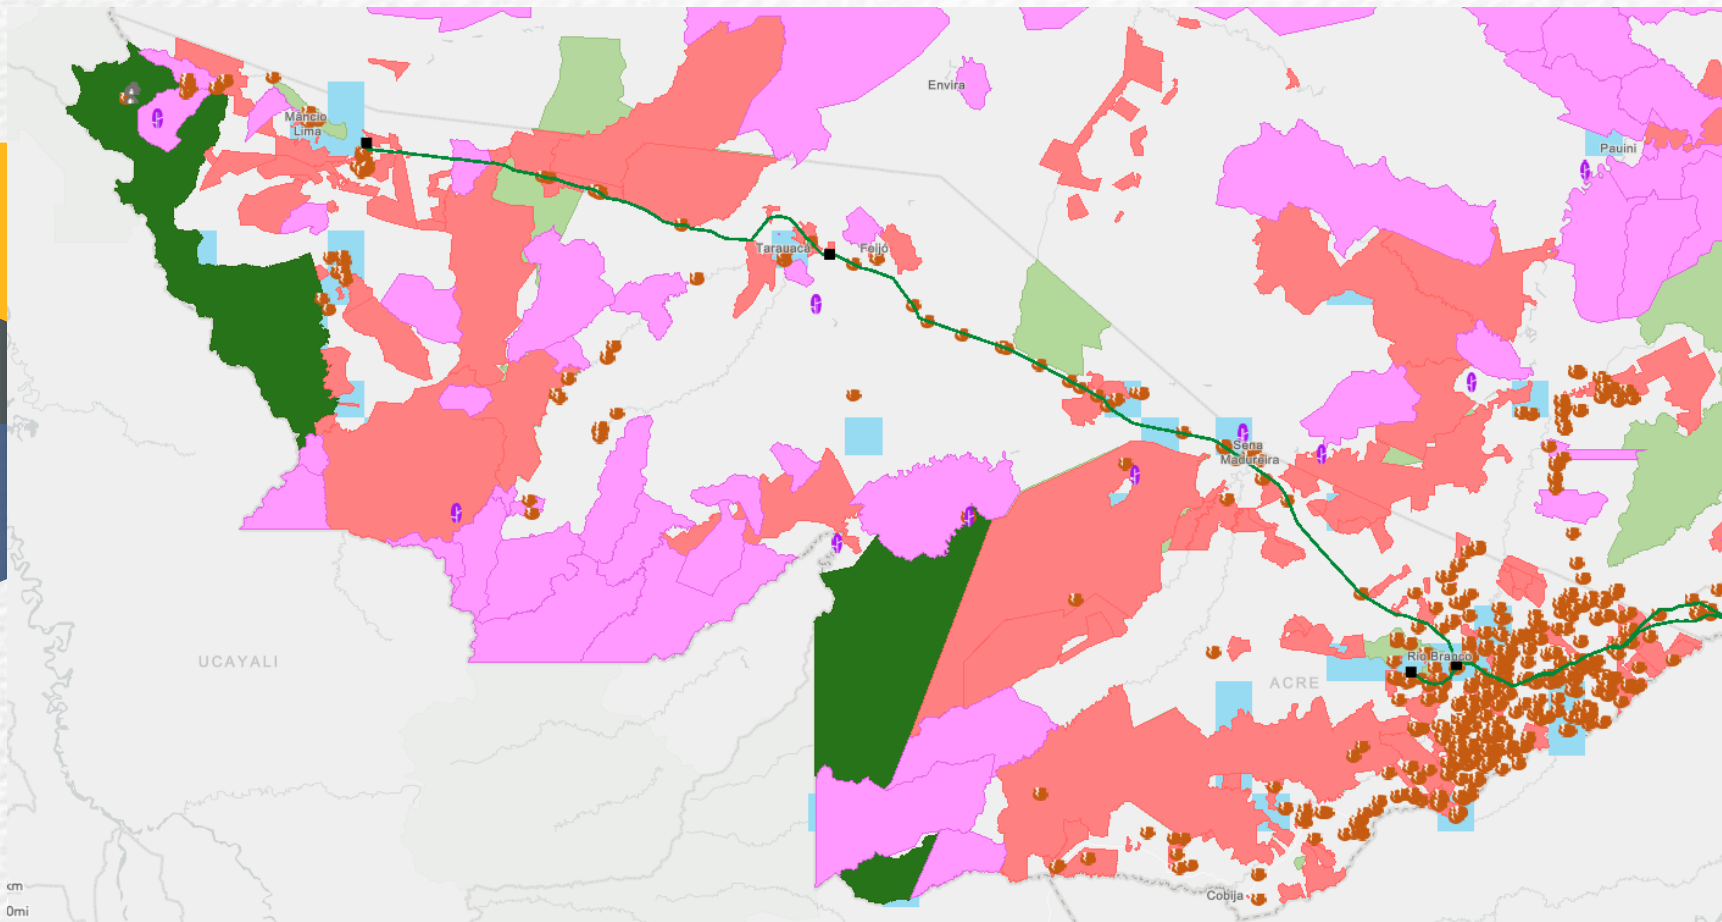 Envira
Mâncio
Lima
Pauini
Tarauacá
Feijó
Sena
Madureira
UCAYALI
Rio Branco
ACRE
km
0mi
Cobija